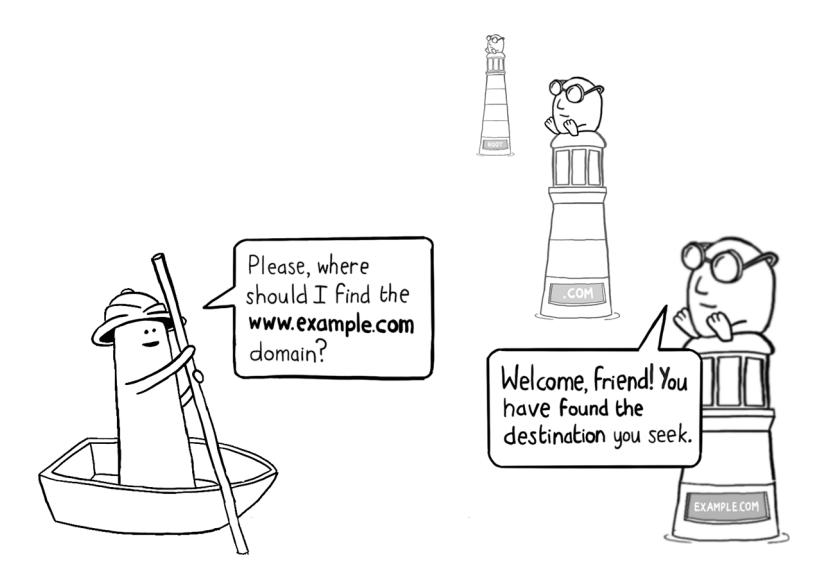 Please, where
should I find the
www.example.com
domain?
ROOT
.COM
Welcome, friend! You
have found the
destination you seek.
EXAMPLE.COM